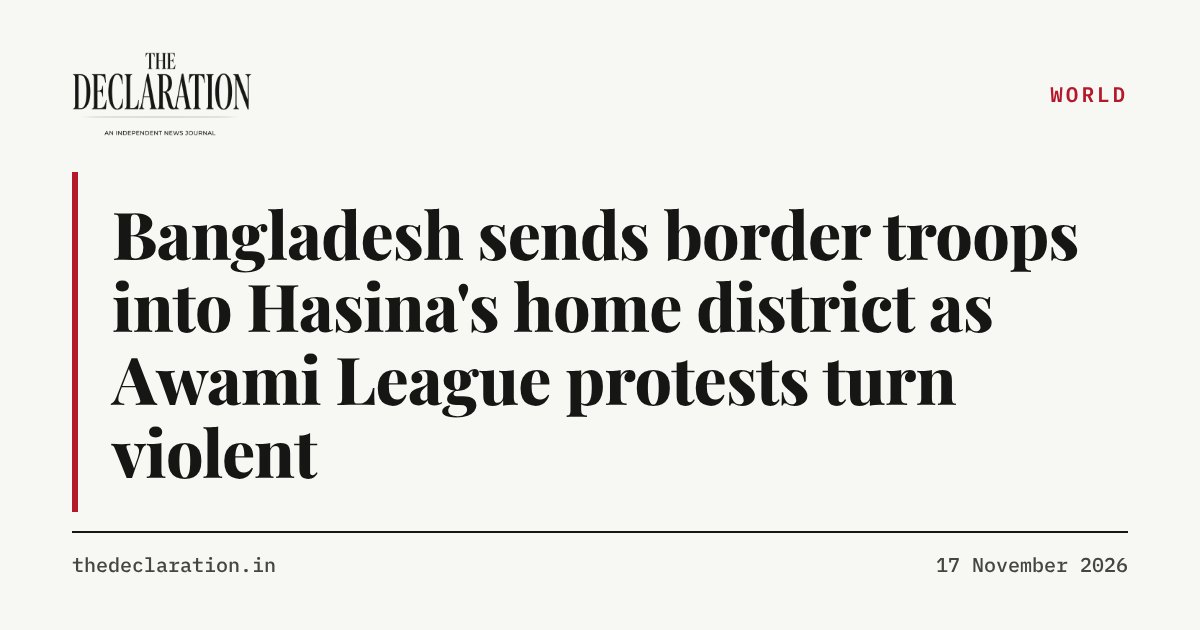 THE
DECLARATION
AN INDEPENDENT NEWS JOURNAL
WORLD
Bangladesh sends border troops
into Hasina's home district as
Awami League protests turn
violent
thedeclaration.in
17 November 2026